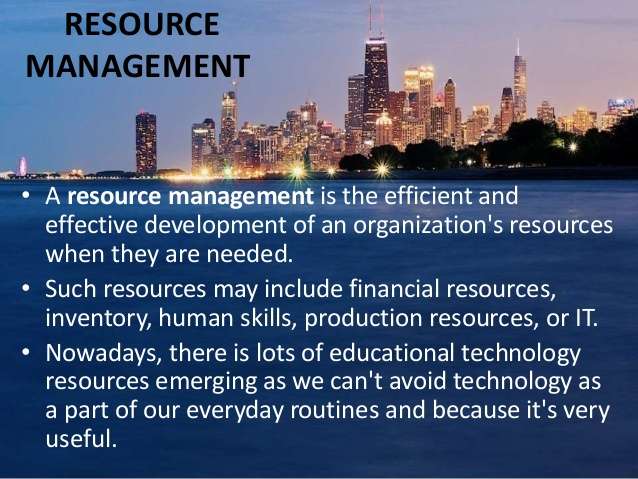 RESOURCE
MANAGEMENT
• A resource management is the efficient and
effective development of an organization's resources
when they are needed.
• Such resources may include financial resources,
inventory, human skills, production resources, or IT.
• Nowadays, there is lots of educational technology
resources emerging as we can't avoid technology as
a part of our everyday routines and because it's very
useful.